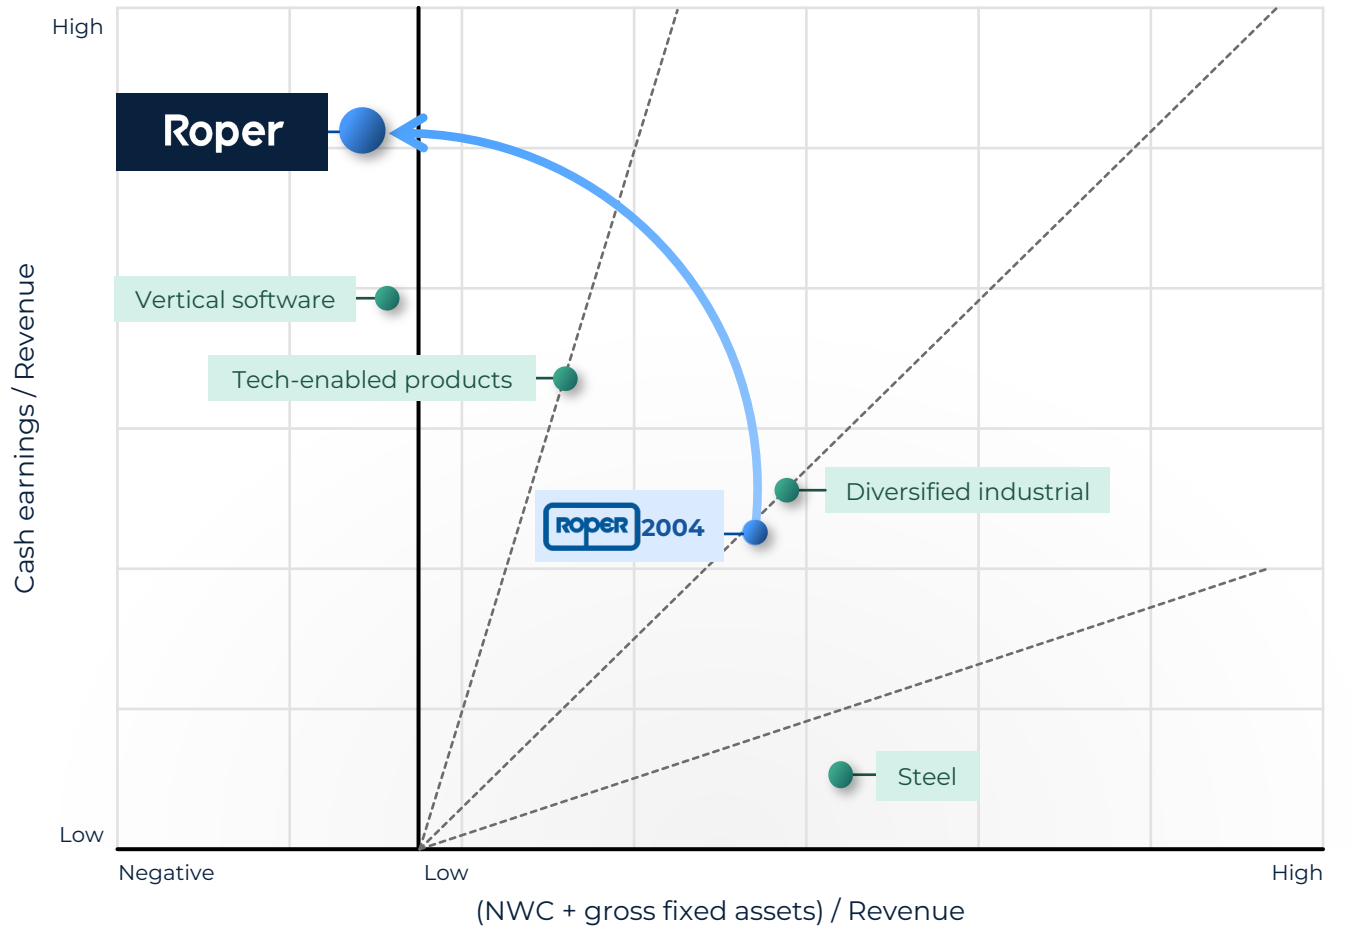 High
Roper
Vertical software
Tech-enabled products
Diversified industrial
ROPER 2004
Steel
Cash earnings / Revenue
Low
Negative
Low
High
(NWC + gross fixed assets) / Revenue